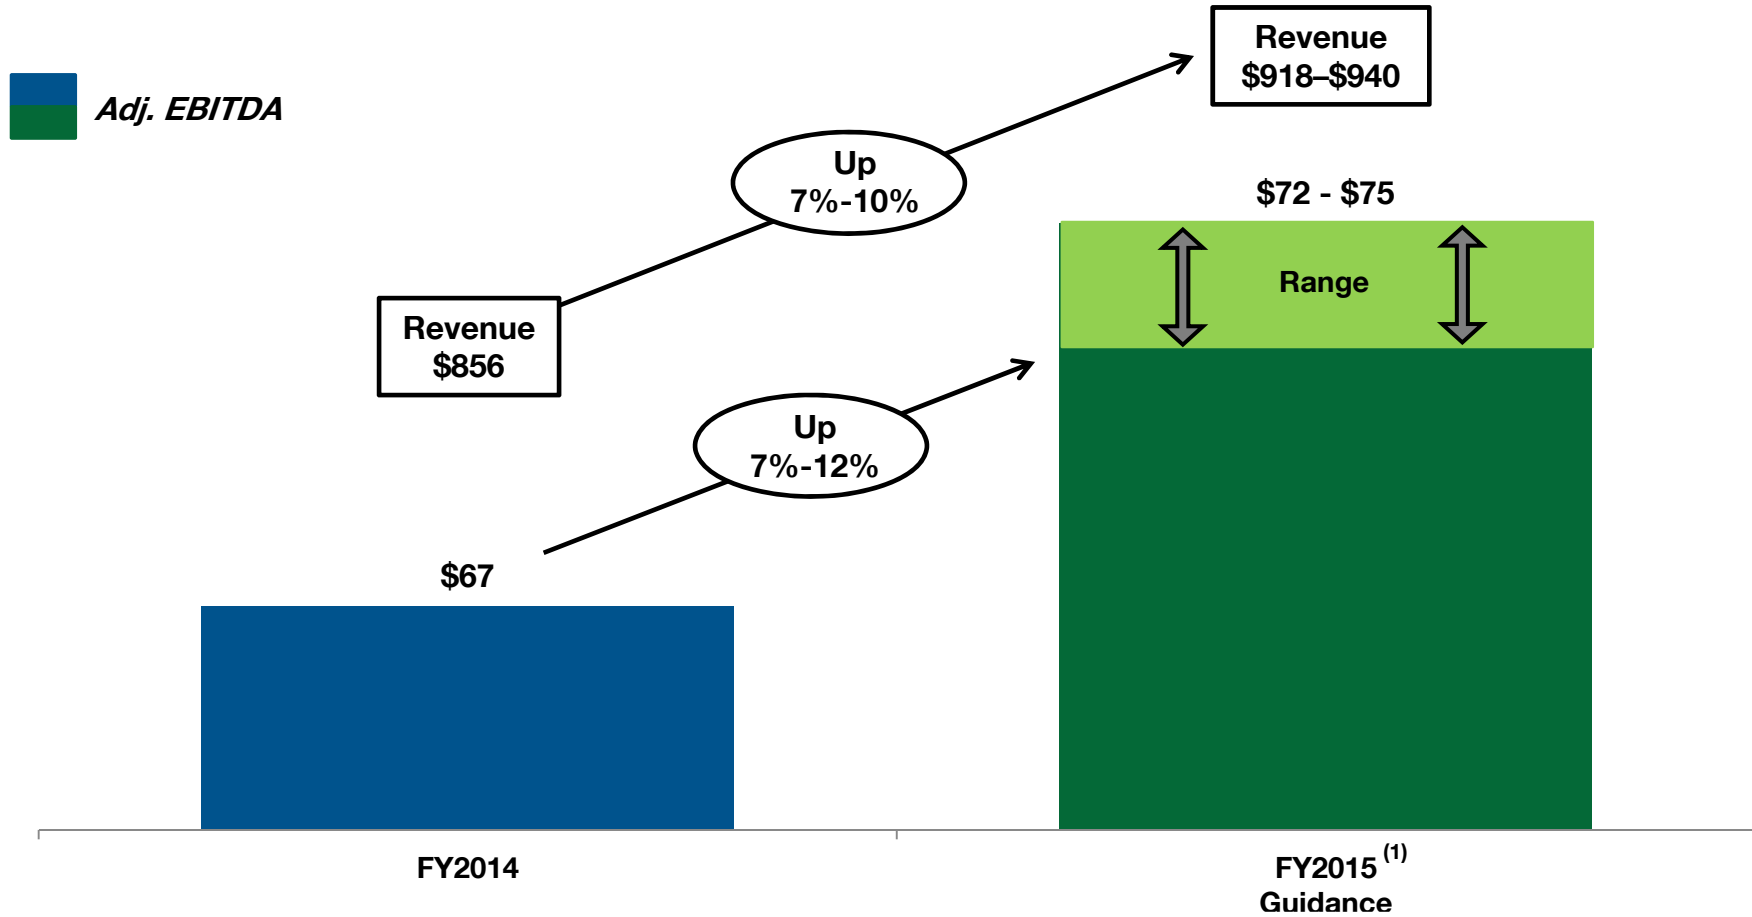 Revenue
$918–$940
Adj. EBITDA
Up
7%-10%
$72 - $75
Range
Revenue
$856
Up
7%-12%
$67
FY2014
FY2015 (1)
Guidance